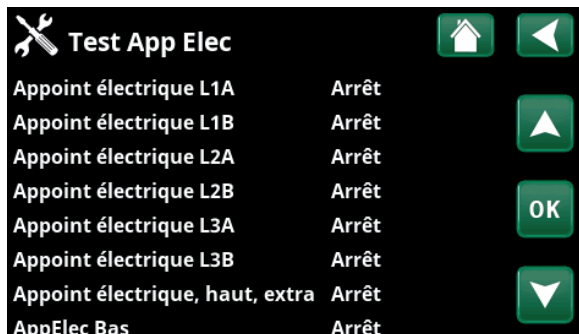 Test App Elec
Appoint électrique L1A Arrêt
Appoint électrique L1B Arrêt
Appoint électrique L2A Arrêt
Appoint électrique L2B Arrêt
Appoint électrique L3A Arrêt
OK
Appoint électrique L3B Arrêt
Appoint électrique, haut, extra Arrêt
AppElec Bas Arrêt